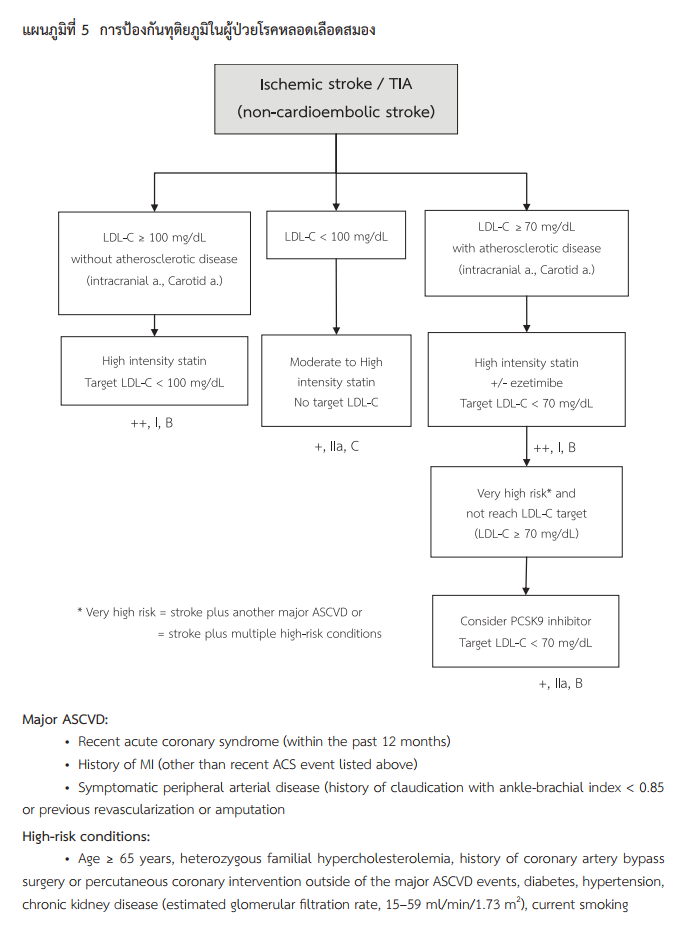 แผนภูมิที่ 5 การป้องกันทุติยภูมิในผู้ป่วยโรคหลอดเลือดสมอง
Ischemic stroke / TIA
(non-cardioembolic stroke)
LDL-C ≥ 100 mg/dL
without atherosclerotic disease
(intracranial a., Carotid a.)
High intensity statin
Target LDL-C < 100 mg/dL
++, I, B
LDL-C < 100 mg/dL
Moderate to High
intensity statin
No target LDL-C
+, IIa, C
LDL-C ≥ 70 mg/dL
with atherosclerotic disease
(intracranial a., Carotid a.)
High intensity statin
+/- ezetimibe
Target LDL-C < 70 mg/dL
++, I, B
Very high risk* and
not reach LDL-C target
(LDL-C ≥ 70 mg/dL)
Consider PCSK9 inhibitor
Target LDL-C < 70 mg/dL
+, IIa, B
* Very high risk = stroke plus another major ASCVD or
= stroke plus multiple high-risk conditions
Major ASCVD:
• Recent acute coronary syndrome (within the past 12 months)
• History of MI (other than recent ACS event listed above)
• Symptomatic peripheral arterial disease (history of claudication with ankle-brachial index < 0.85
or previous revascularization or amputation
High-risk conditions:
• Age ≥ 65 years, heterozygous familial hypercholesterolemia, history of coronary artery bypass
surgery or percutaneous coronary intervention outside of the major ASCVD events, diabetes, hypertension,
chronic kidney disease (estimated glomerular filtration rate, 15–59 ml/min/1.73 m²), current smoking